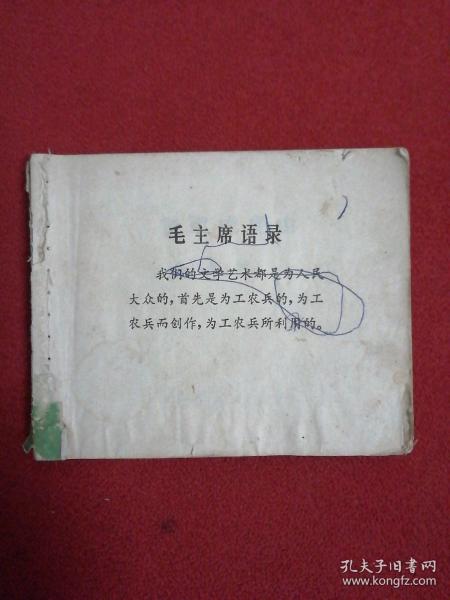 毛主席语录
我们的文学艺术都是为人民
大众的，首先是为工农兵的，为工
农兵而创作，为工农兵所利用的。
孔夫子旧书网
www.kongfz.com